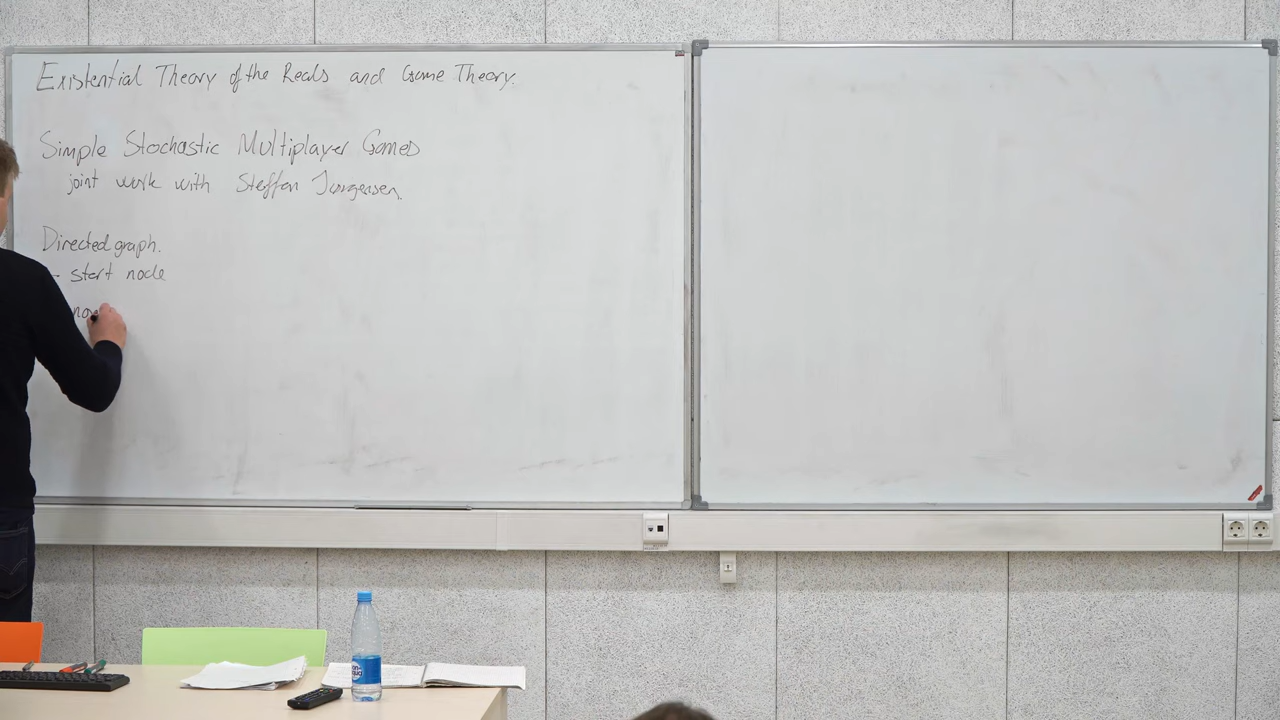 Existential Theory of the Reals and Game Theory.
Simple Stochastic Multiplayer Games
joint work with Steffen Jørgensen.
Directed graph.
- start node